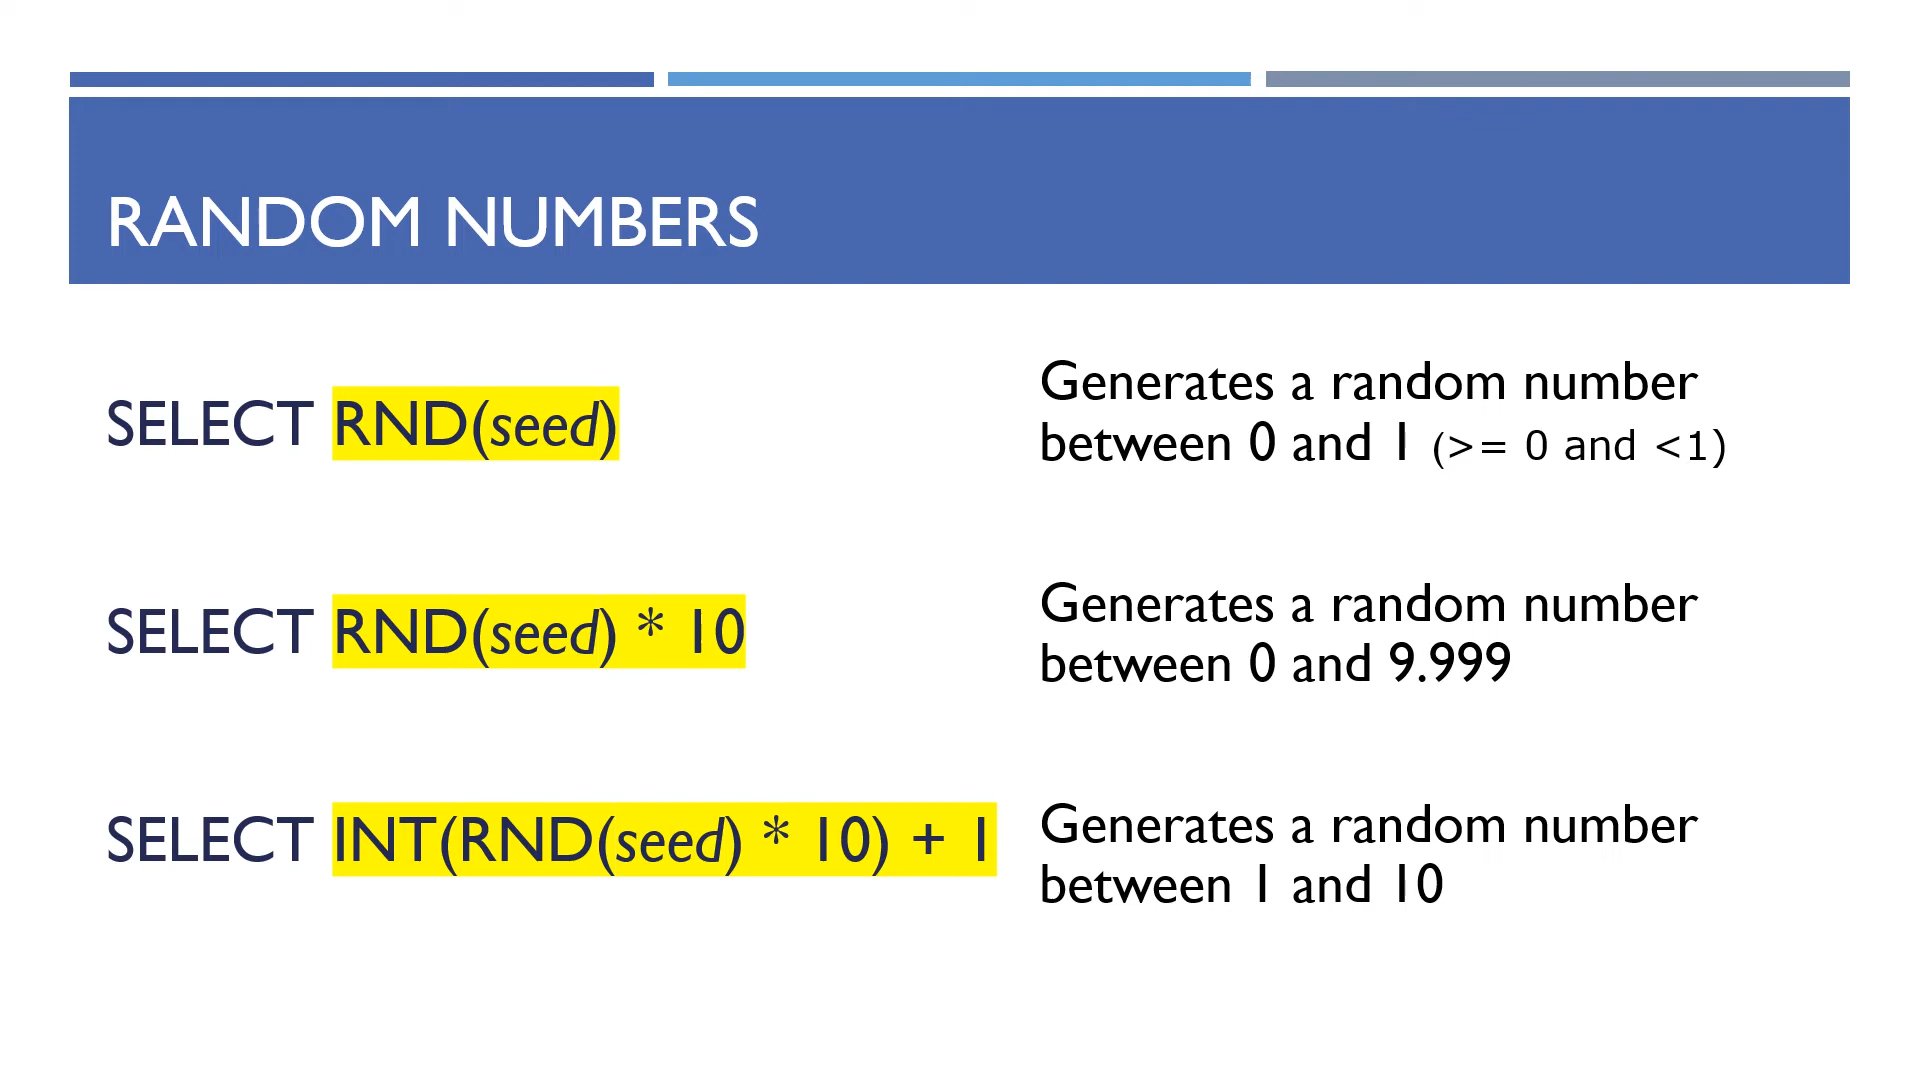 RANDOM NUMBERS
SELECT RND(seed)
Generates a random number
between 0 and 1 (>= 0 and <1)
SELECT RND(seed) * 10
Generates a random number
between 0 and 9.999
SELECT INT(RND(seed) * 10) + 1
Generates a random number
between 1 and 10